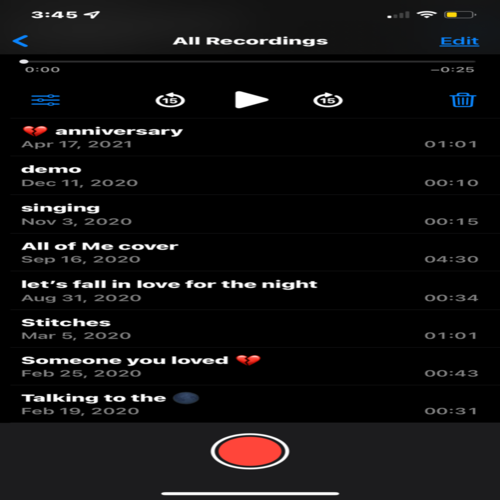 3:45
All Recordings
Edit
0:00
−0:25
15
15
💔 anniversary
Apr 17, 2021
01:01
demo
Dec 11, 2020
00:10
singing
Nov 3, 2020
00:15
All of Me cover
Sep 16, 2020
04:30
let's fall in love for the night
Aug 31, 2020
00:34
Stitches
Mar 5, 2020
01:01
Someone you loved 💔
Feb 25, 2020
00:43
Talking to the 🌑
Feb 19, 2020
00:31